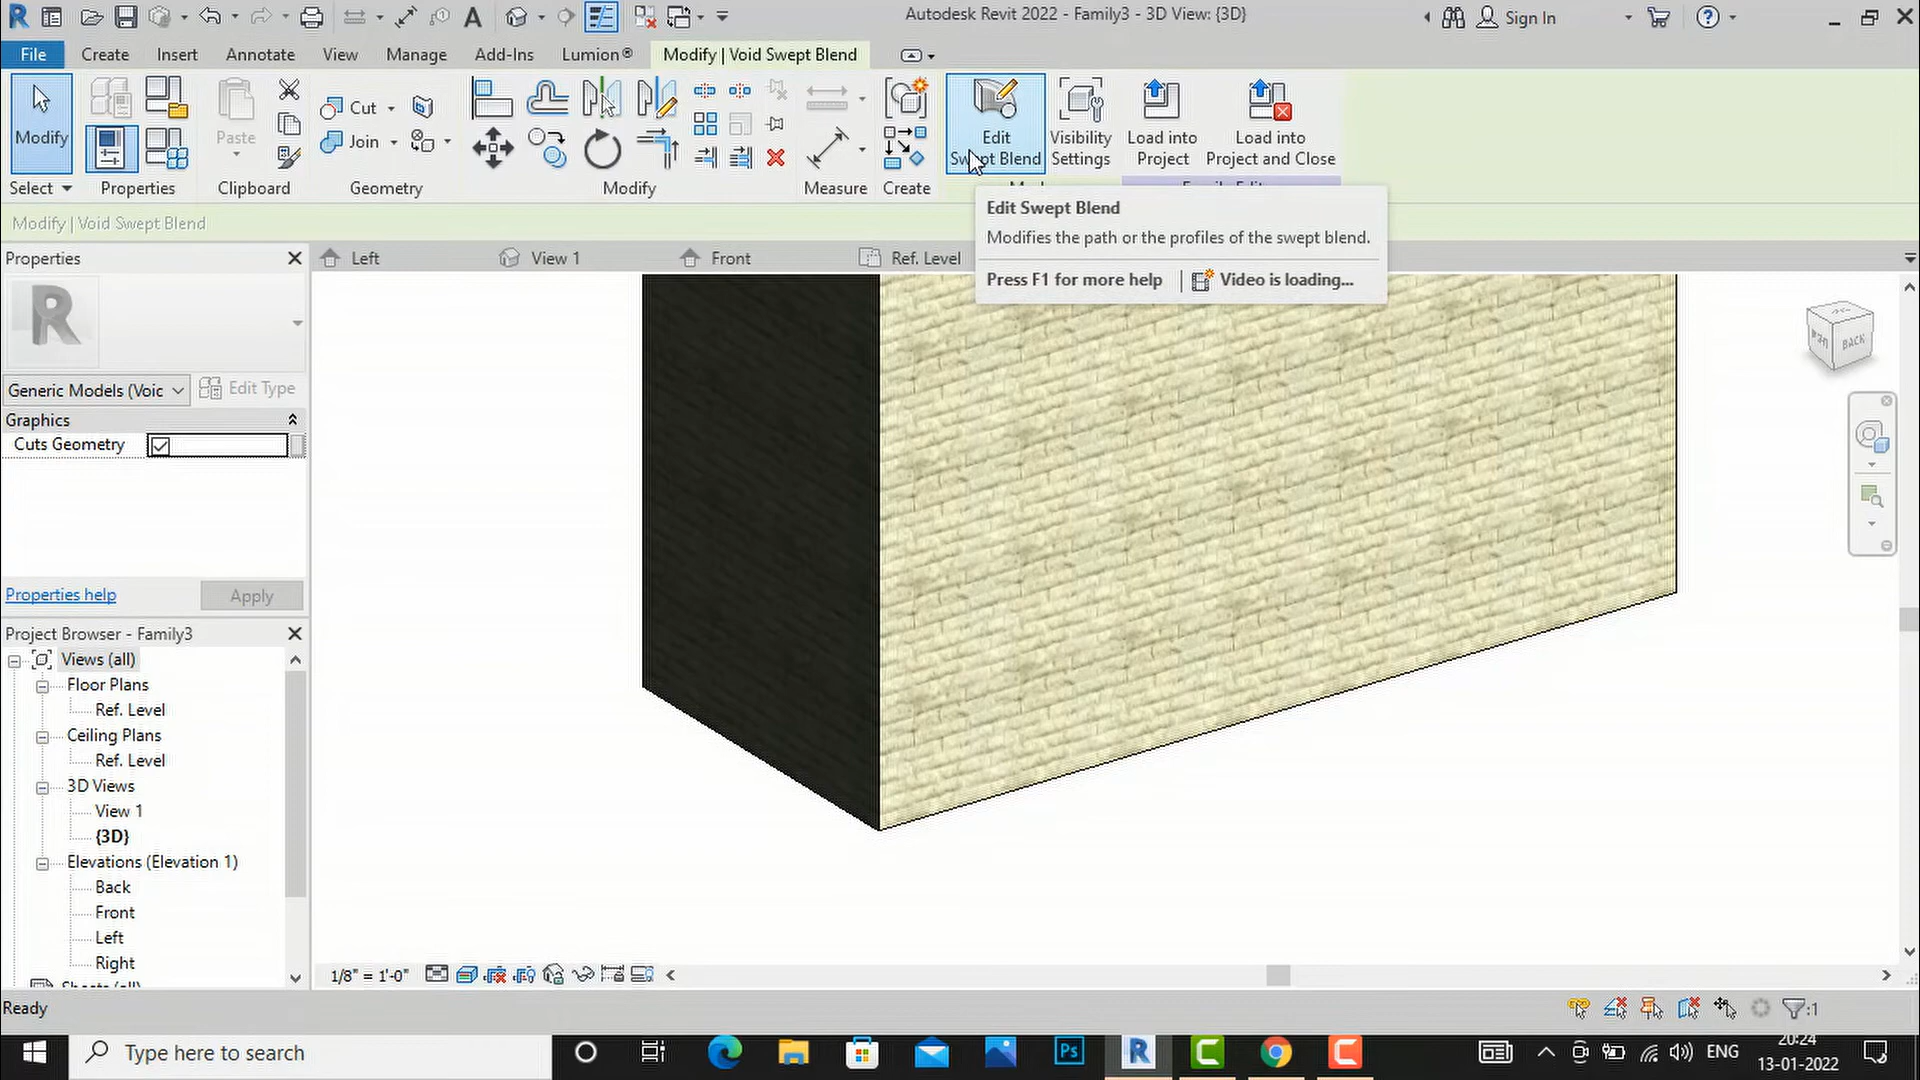 Autodesk Revit 2022 - Family3 - 3D View: {3D}
Sign In
File
Create
Insert
Annotate
View
Manage
Add-Ins
Lumion®
Modify | Void Swept Blend
Modify
Paste
Cut
Join
Edit
Swept Blend
Visibility
Settings
Load into
Project
Load into
Project and Close
Select
Properties
Clipboard
Geometry
Modify
Measure
Create
Modify | Void Swept Blend
Edit Swept Blend
Modifies the path or the profiles of the swept blend.
Press F1 for more help
Video is loading...
Properties
Left
View 1
Front
Ref. Level
Generic Models (Voic
Edit Type
Graphics
Cuts Geometry
Properties help
Apply
BACK
Project Browser - Family3
Views (all)
Floor Plans
Ref. Level
Ceiling Plans
Ref. Level
3D Views
View 1
{3D}
Elevations (Elevation 1)
Back
Front
Left
Right
1/8" = 1'-0"
Ready
:1
Type here to search
Ps
ENG
20:24
13-01-2022